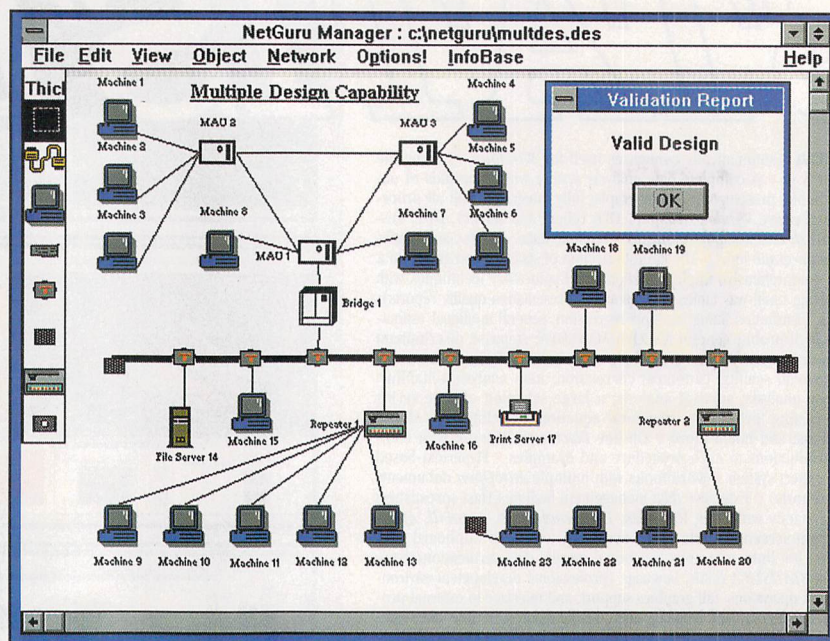 NetGuru Manager : c:\netguru\multdes.des
File Edit View Object Network Options! InfoBase Help
Thicl
Multiple Design Capability
Machine 1
Machine 2
Machine 3
MAU 2
MAU 3
Machine 4
Machine 5
Machine 6
Machine 8
Machine 7
MAU 1
Bridge 1
Validation Report
Valid Design
OK
Machine 18
Machine 19
File Server 14
Machine 15
Repeater 1
Machine 16
Print Server 17
Repeater 2
Machine 9
Machine 10
Machine 11
Machine 12
Machine 13
Machine 23
Machine 22
Machine 21
Machine 20